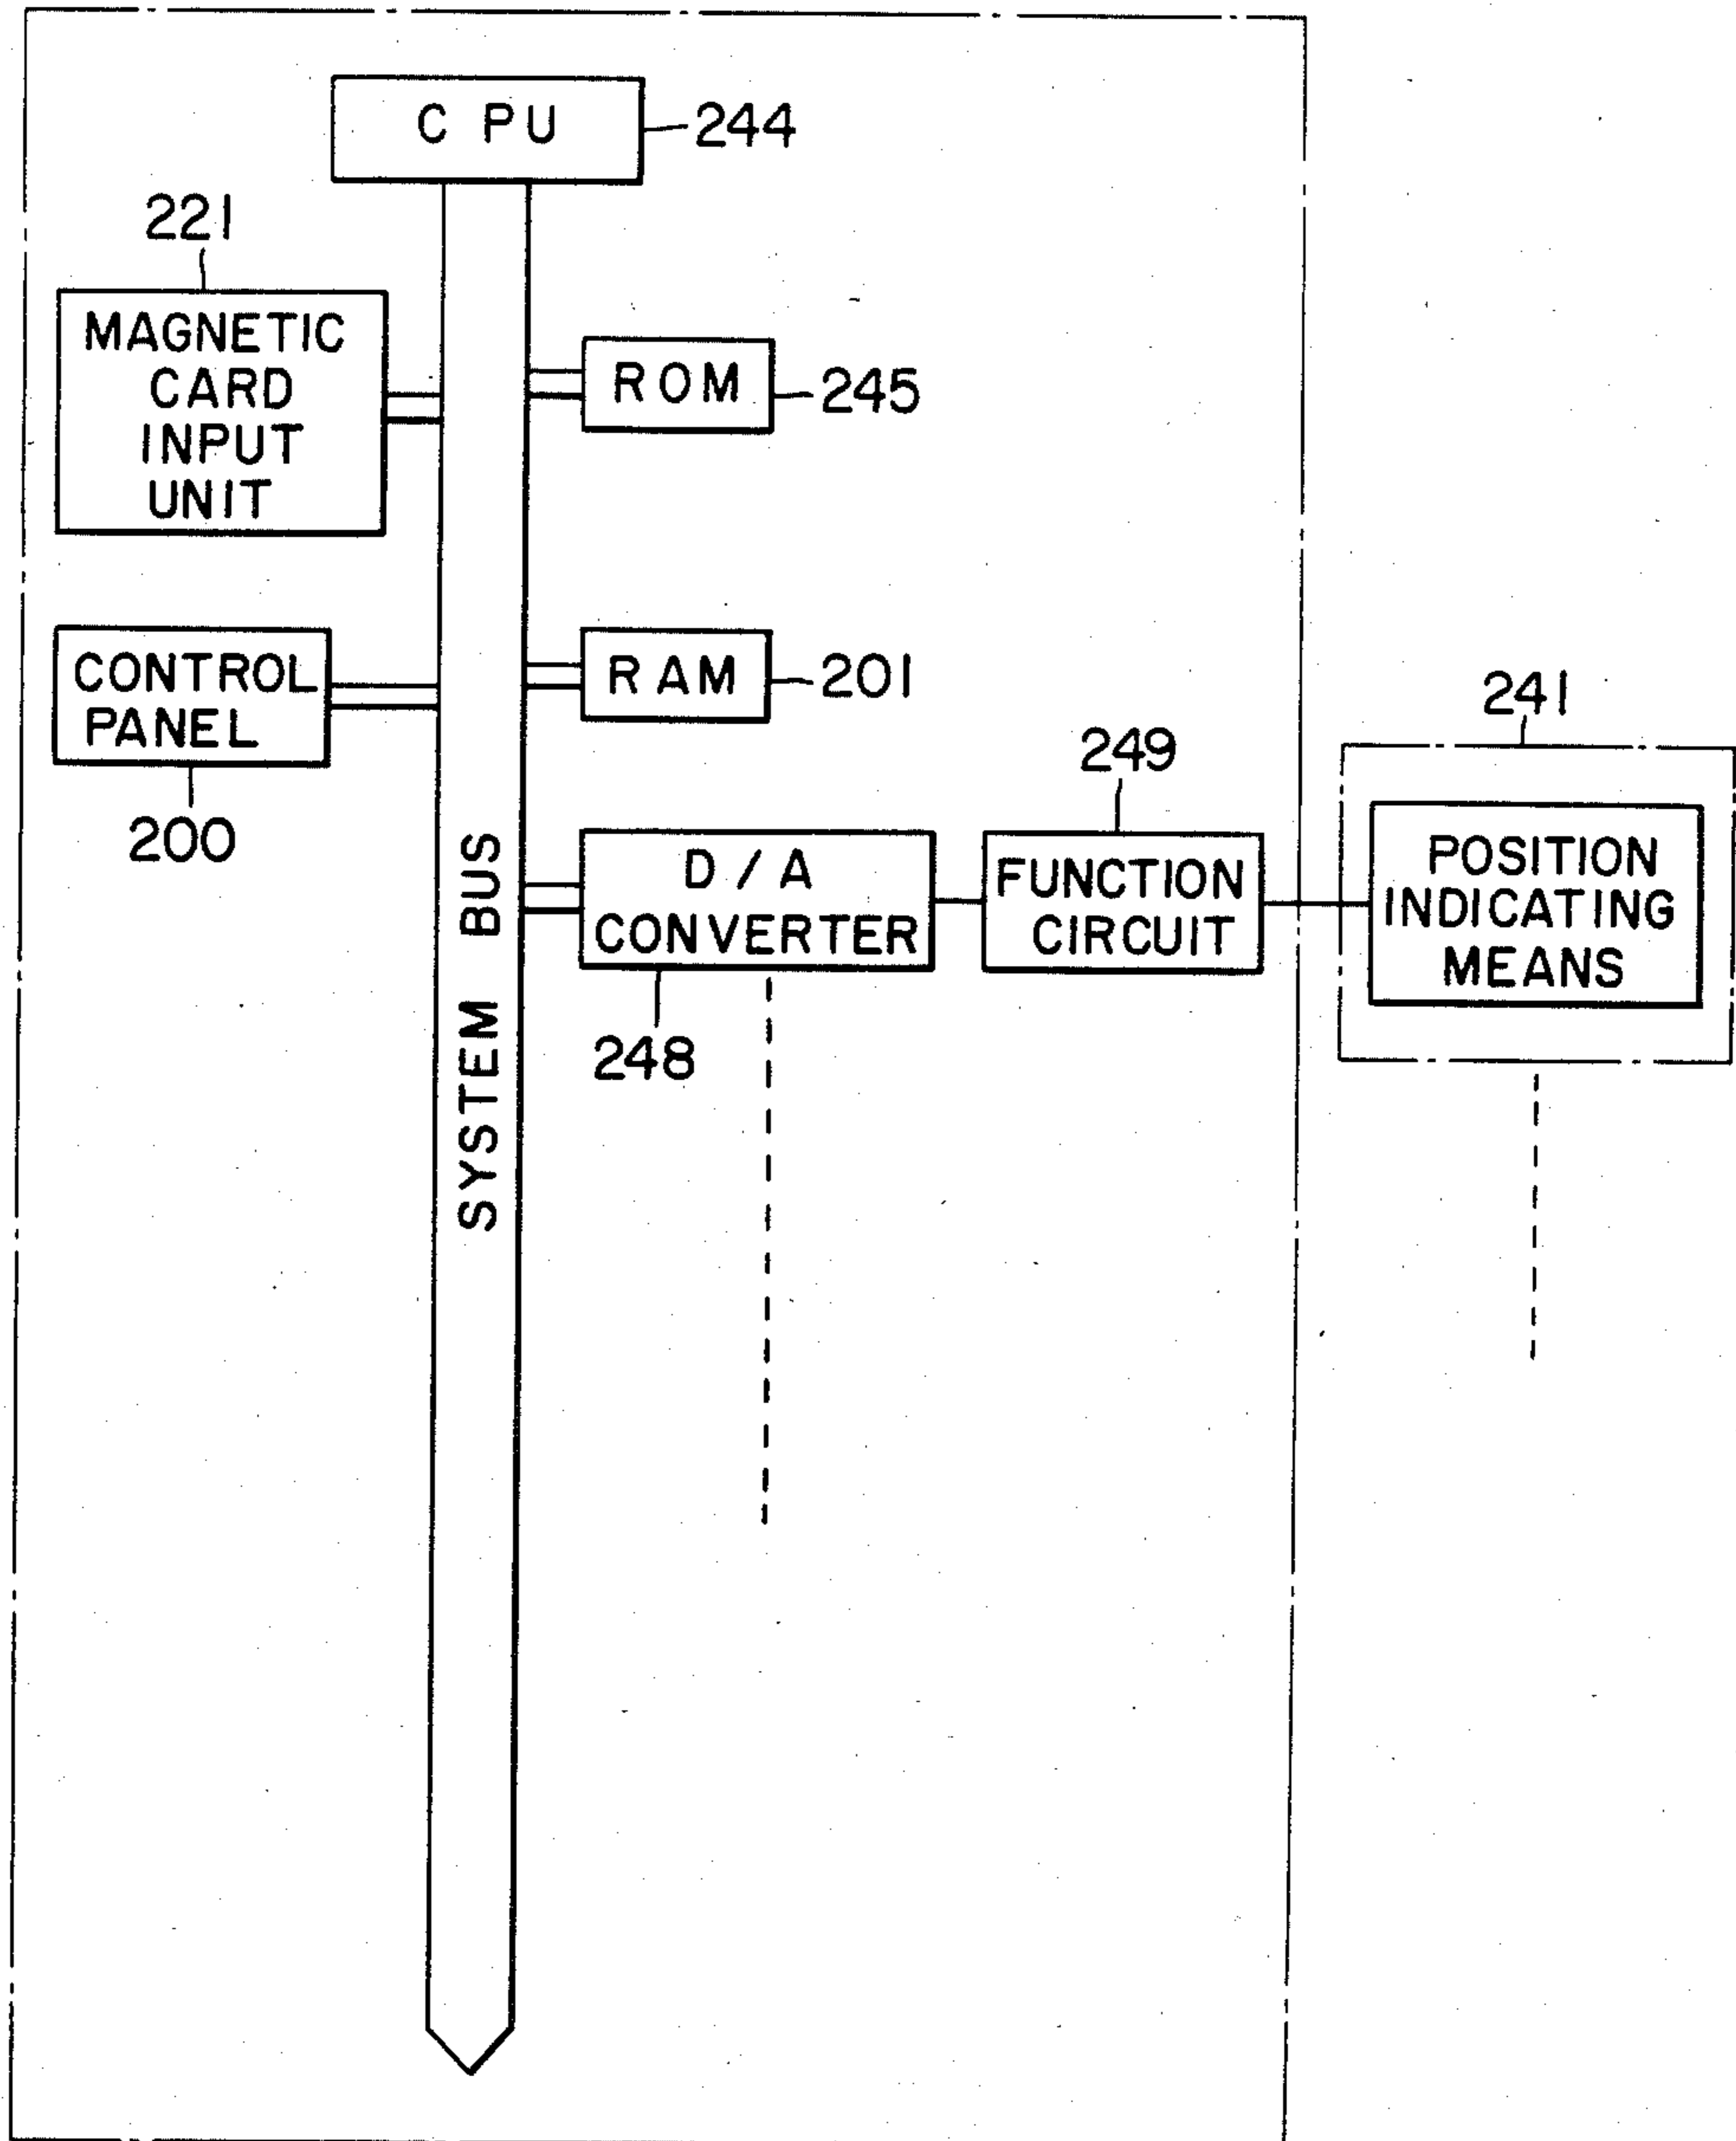 CPU
244
221
MAGNETIC
CARD
INPUT
UNIT
ROM
245
CONTROL
PANEL
200
RAM
201
SYSTEM BUS
D/A
CONVERTER
248
249
FUNCTION
CIRCUIT
241
POSITION
INDICATING
MEANS